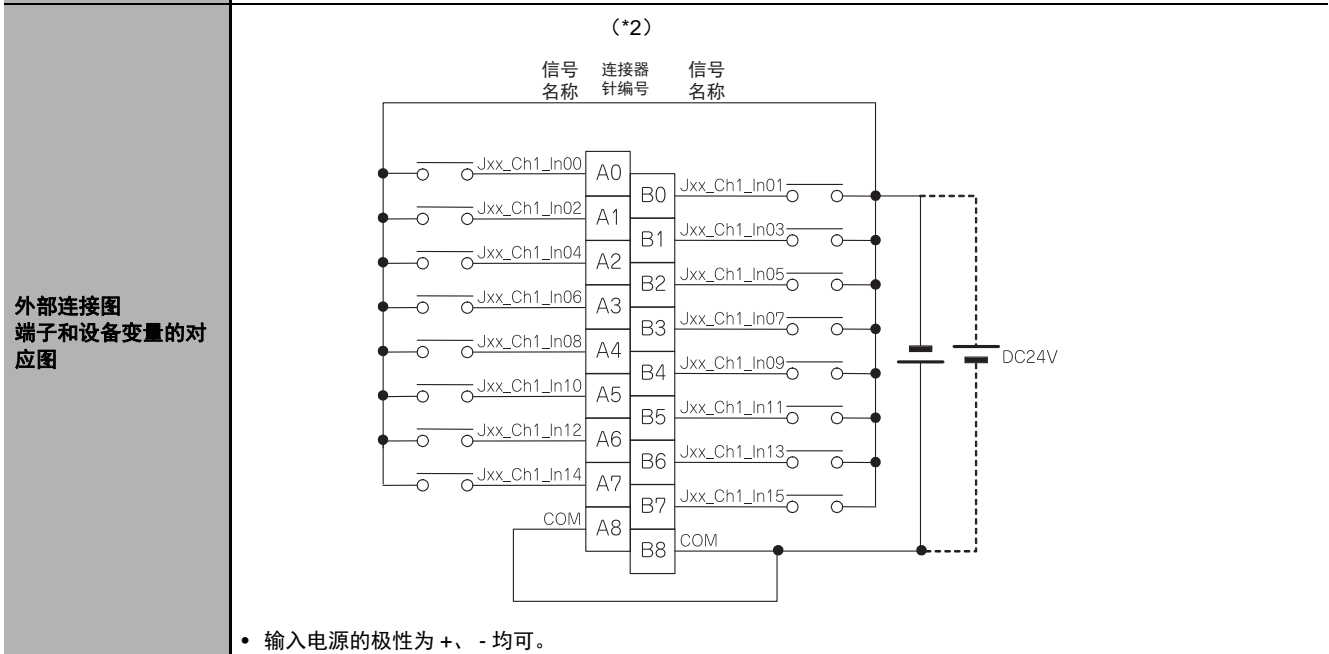 （*2）
信号 连接器 信号
名称 针编号 名称
Jxx_Ch1_In00 A0
B0 Jxx_Ch1_In01
Jxx_Ch1_In02 A1
B1 Jxx_Ch1_In03
Jxx_Ch1_In04 A2
B2 Jxx_Ch1_In05
Jxx_Ch1_In06 A3
B3 Jxx_Ch1_In07
Jxx_Ch1_In08 A4
B4 Jxx_Ch1_In09
Jxx_Ch1_In10 A5
B5 Jxx_Ch1_In11
Jxx_Ch1_In12 A6
B6 Jxx_Ch1_In13
Jxx_Ch1_In14 A7
B7 Jxx_Ch1_In15
COM A8
B8 COM
DC24V
外部连接图
端子和设备变量的对
应图
• 输入电源的极性为 +、 - 均可。